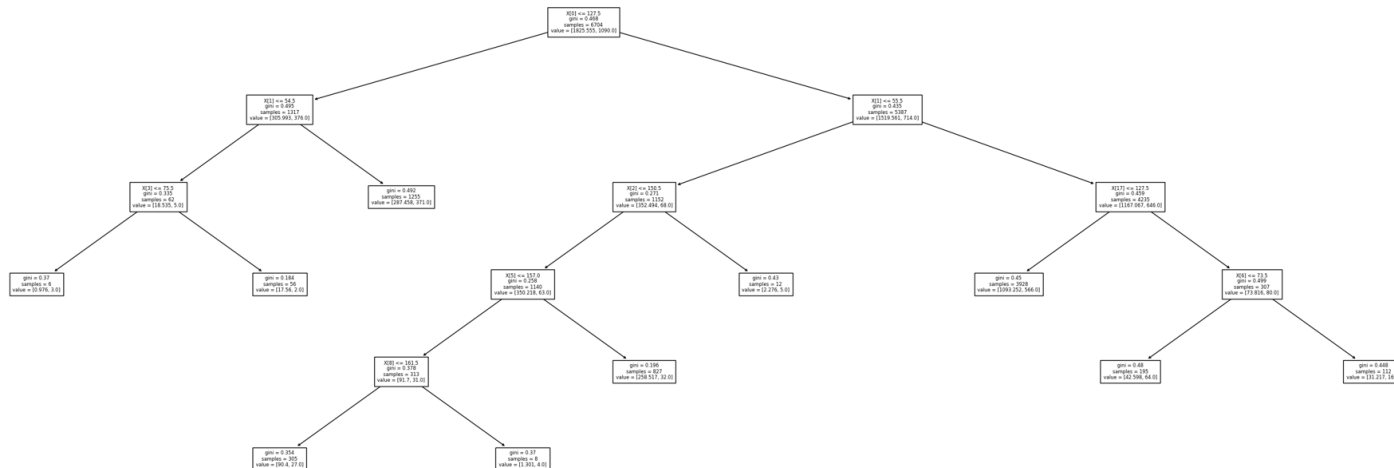 X[0] <= 127.5
gini = 0.468
samples = 6704
value = [1825.555, 1090.0]
X[1] <= 54.5
gini = 0.495
samples = 1317
value = [305.993, 376.0]
X[1] <= 55.5
gini = 0.435
samples = 5387
value = [1519.561, 714.0]
X[3] <= 75.5
gini = 0.335
samples = 62
value = [18.535, 5.0]
gini = 0.492
samples = 1255
value = [287.458, 371.0]
X[2] <= 150.5
gini = 0.271
samples = 1152
value = [352.494, 68.0]
X[17] <= 127.5
gini = 0.459
samples = 4235
value = [1167.067, 646.0]
gini = 0.37
samples = 6
value = [0.976, 3.0]
gini = 0.184
samples = 56
value = [17.56, 2.0]
X[5] <= 157.0
gini = 0.258
samples = 1140
value = [350.218, 63.0]
gini = 0.43
samples = 12
value = [2.276, 5.0]
gini = 0.45
samples = 3928
value = [1093.252, 566.0]
X[6] <= 73.5
gini = 0.499
samples = 307
value = [73.816, 80.0]
X[8] <= 161.5
gini = 0.378
samples = 313
value = [91.7, 31.0]
gini = 0.196
samples = 827
value = [258.517, 32.0]
gini = 0.48
samples = 195
value = [42.598, 64.0]
gini = 0.448
samples = 112
value = [31.217, 16
gini = 0.354
samples = 305
value = [90.4, 27.0]
gini = 0.37
samples = 8
value = [1.301, 4.0]